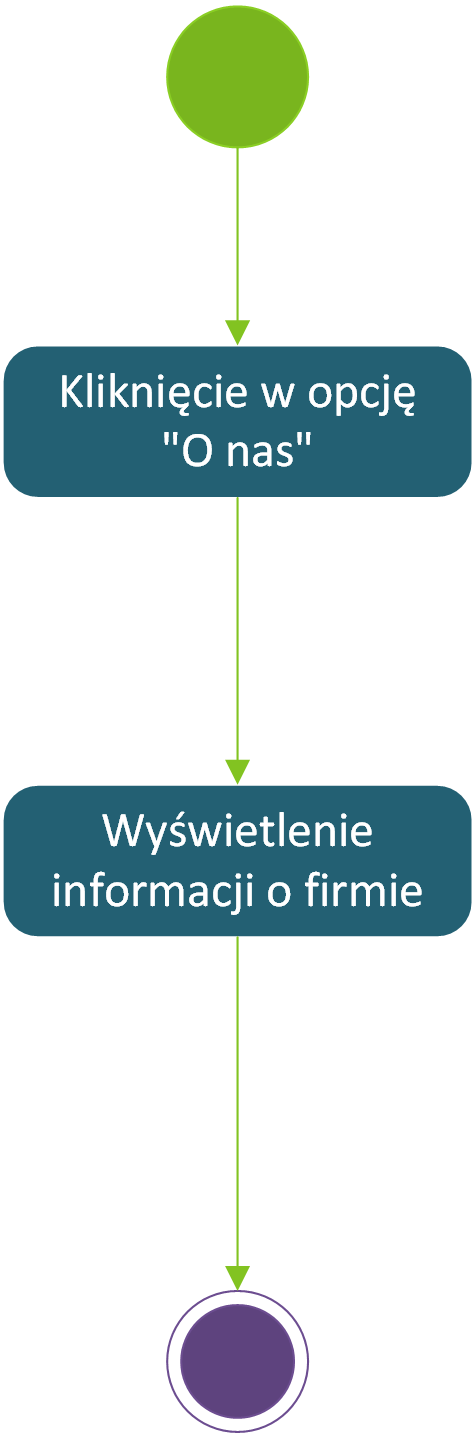 Kliknięcie w opcję
"O nas"
Wyświetlenie
informacji o firmie